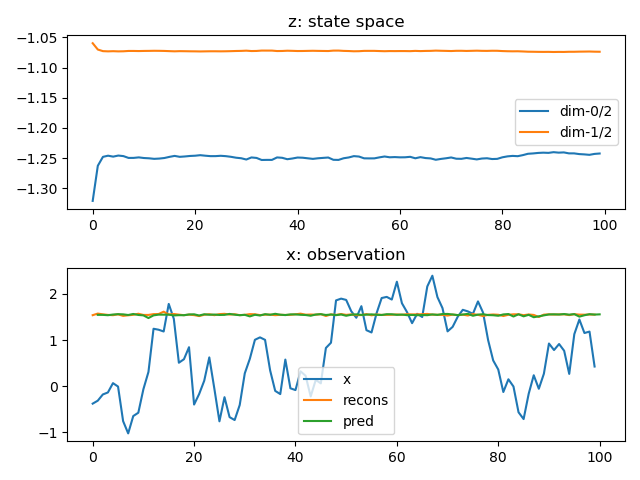 z: state space
−1.05
−1.10
−1.15
−1.20
−1.25
−1.30
dim-0/2
dim-1/2
0 20 40 60 80 100
x: observation
2
1
0
−1
x
recons
pred
0 20 40 60 80 100